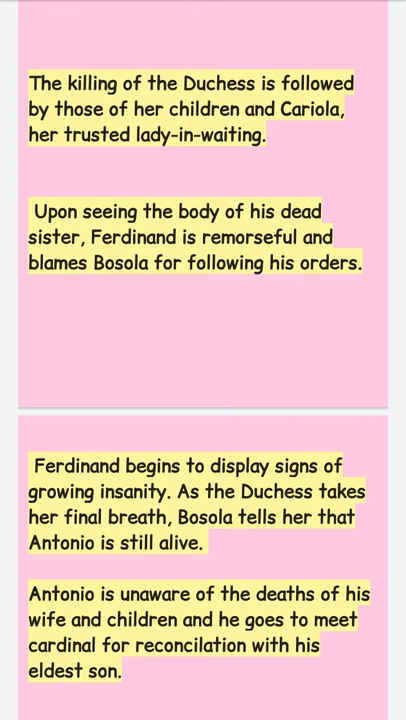 The killing of the Duchess is followed
by those of her children and Cariola,
her trusted lady-in-waiting.
Upon seeing the body of his dead
sister, Ferdinand is remorseful and
blames Bosola for following his orders.
Ferdinand begins to display signs of
growing insanity. As the Duchess takes
her final breath, Bosola tells her that
Antonio is still alive.
Antonio is unaware of the deaths of his
wife and children and he goes to meet
cardinal for reconcilation with his
eldest son.